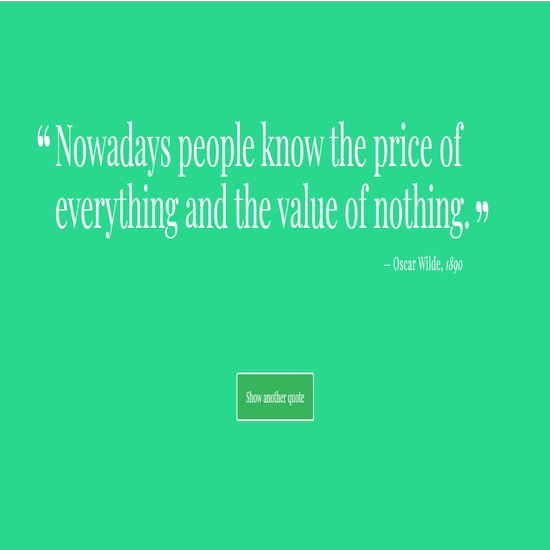 “ Nowadays people know the price of
everything and the value of nothing. ”
– Oscar Wilde, 1890
Show another quote